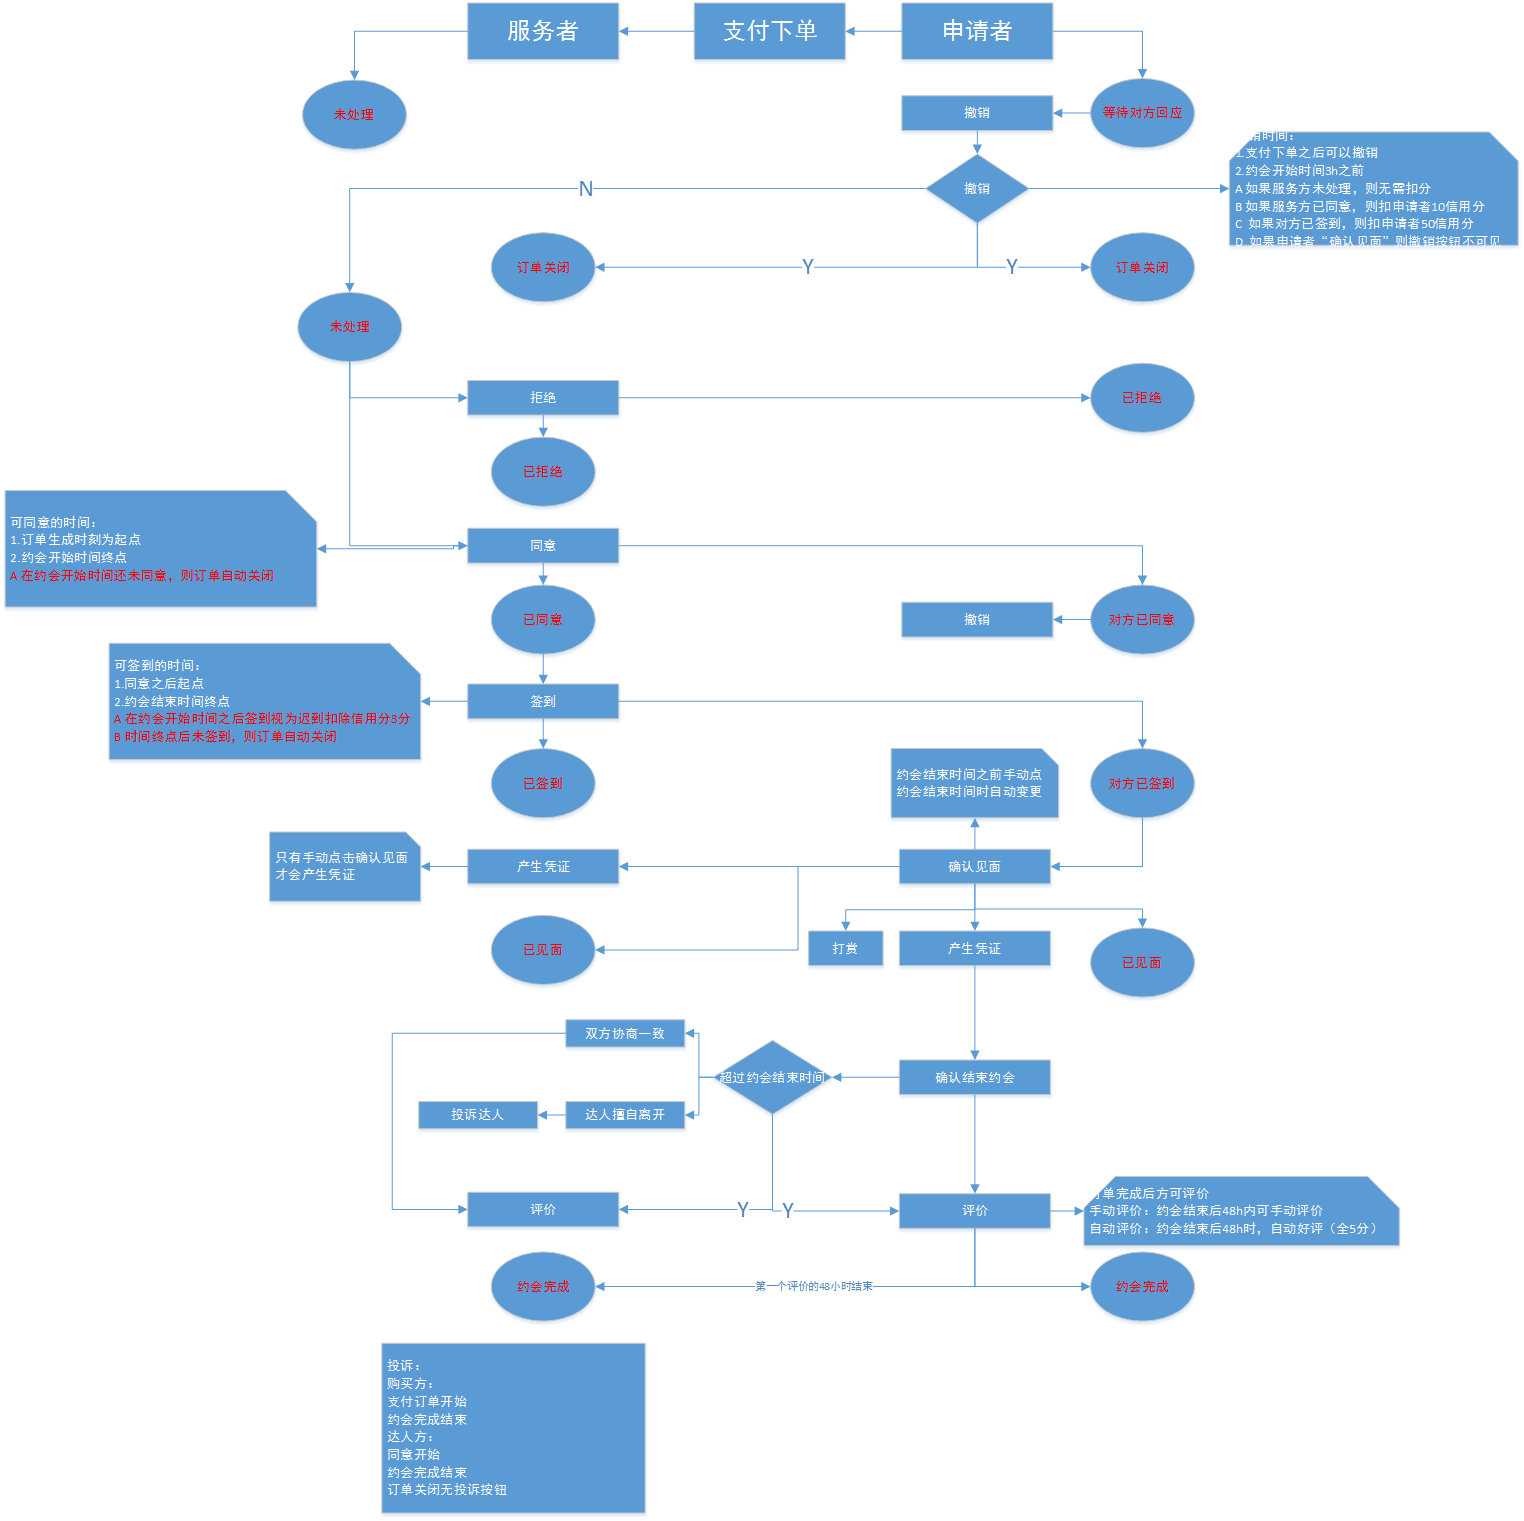 服务者
支付下单
申请者
未处理
撤销
等待对方回应
销时间：
1.支付下单之后可以撤销
2.约会开始时间3h之前
A 如果服务方未处理，则无需扣分
B 如果服务方已同意，则扣申请者10信用分
C 如果对方已签到，则扣申请者50信用分
D 如果申请者“确认见面”则撤销按钮不可见
撤销
N
订单关闭
Y
Y
订单关闭
未处理
拒绝
已拒绝
已拒绝
可同意的时间：
1.订单生成时刻为起点
2.约会开始时间终点
A 在约会开始时间还未同意，则订单自动关闭
同意
已同意
撤销
对方已同意
可签到的时间：
1.同意之后起点
2.约会结束时间终点
A 在约会开始时间之后签到视为迟到扣除信用分3分
B 时间终点后未签到，则订单自动关闭
签到
已签到
约会结束时间之前手动点
约会结束时间时自动变更
对方已签到
只有手动点击确认见面
才会产生凭证
产生凭证
确认见面
已见面
打赏
产生凭证
已见面
双方协商一致
超过约会结束时间
确认结束约会
投诉达人
达人擅自离开
评价
Y
Y
评价
订单完成后方可评价
手动评价：约会结束后48h内可手动评价
自动评价：约会结束后48h时，自动好评（全5分）
约会完成
第一个评价的48小时结束
约会完成
投诉：
购买方：
支付订单开始
约会完成结束
达人方：
同意开始
约会完成结束
订单关闭无投诉按钮